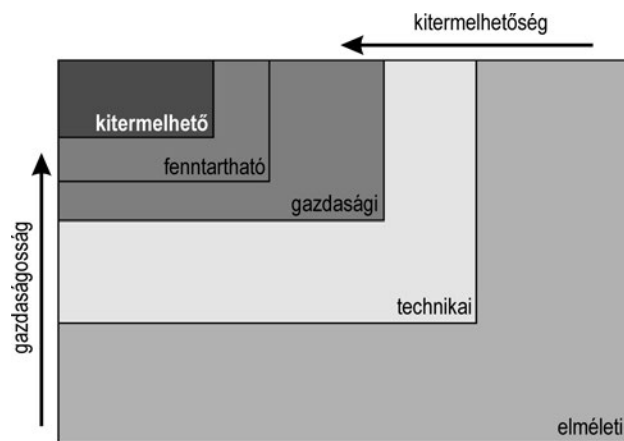 kitermelhetőség
kitermelhető
fenntartható
gazdasági
technikai
elméleti
gazdaságosság